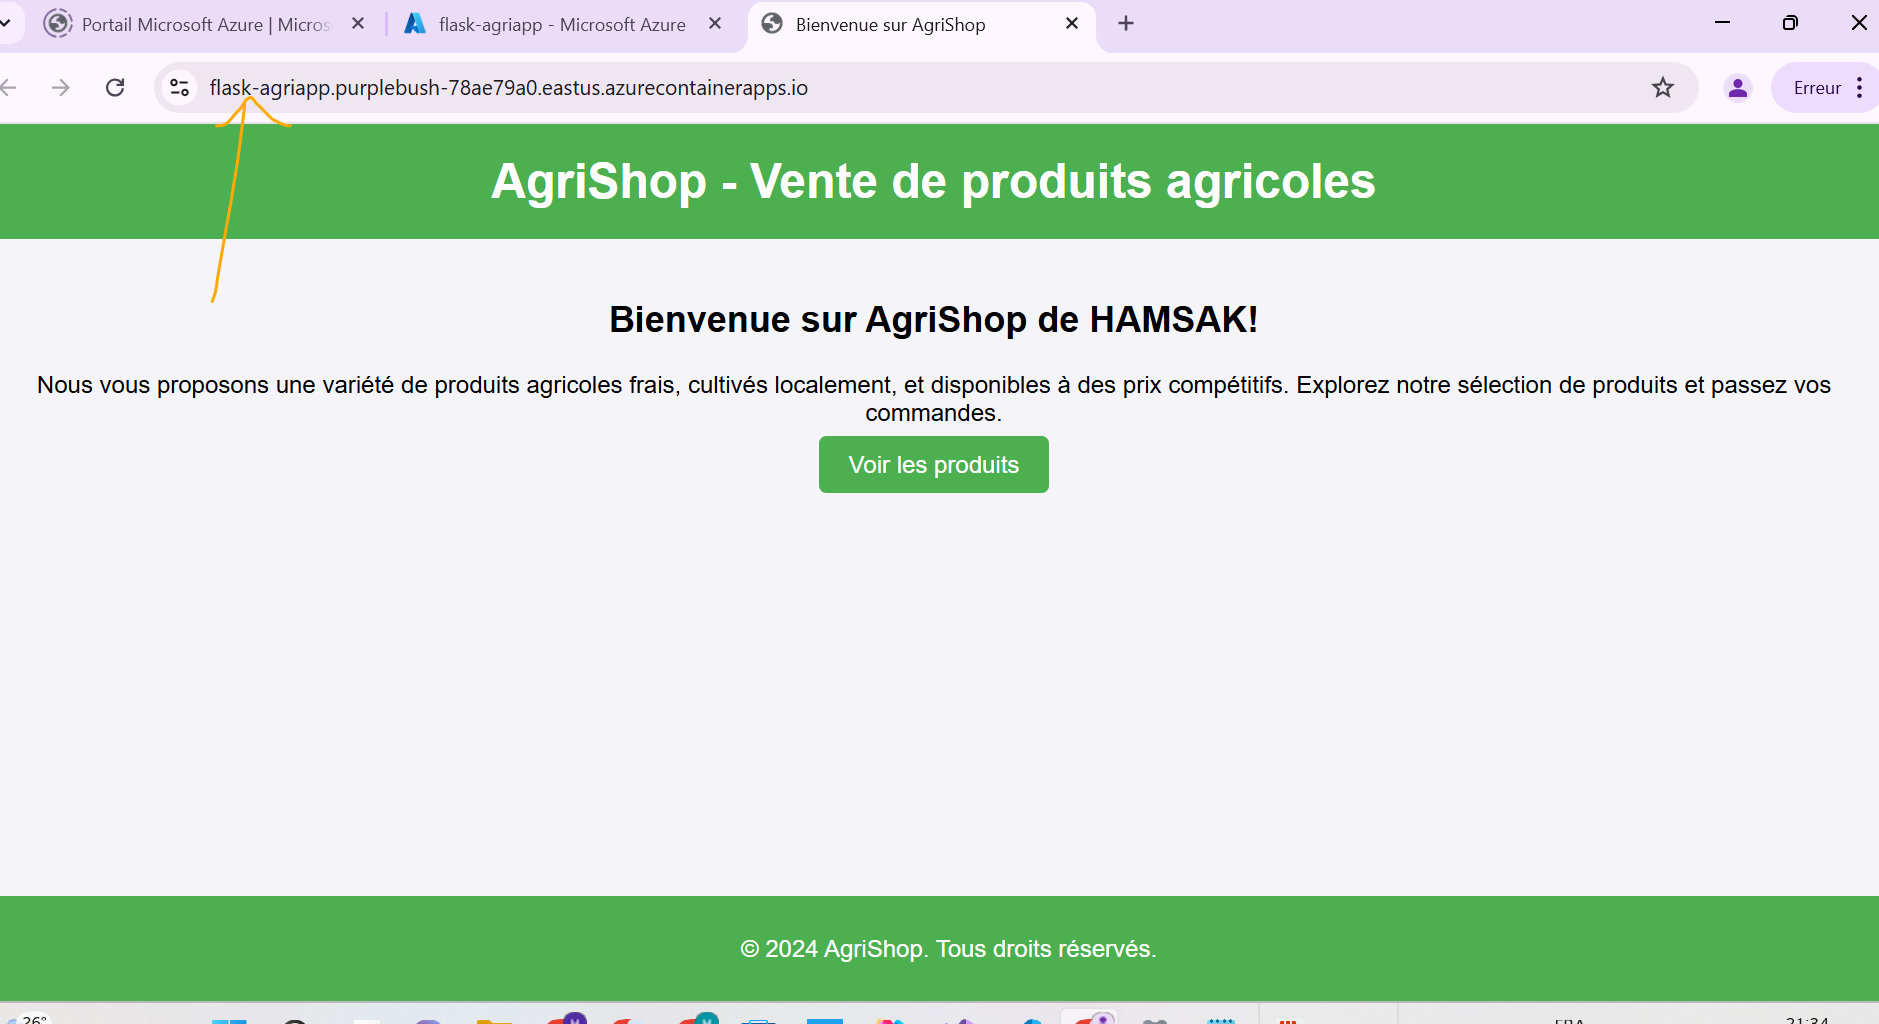 Portail Microsoft Azure | Micros
flask-agriapp - Microsoft Azure
Bienvenue sur AgriShop
flask-agriapp.purplebush-78ae79a0.eastus.azurecontainerapps.io
Erreur
AgriShop - Vente de produits agricoles
Bienvenue sur AgriShop de HAMSAK!
Nous vous proposons une variété de produits agricoles frais, cultivés localement, et disponibles à des prix compétitifs. Explorez notre sélection de produits et passez vos
commandes.
Voir les produits
© 2024 AgriShop. Tous droits réservés.
26°
FRA
21:34